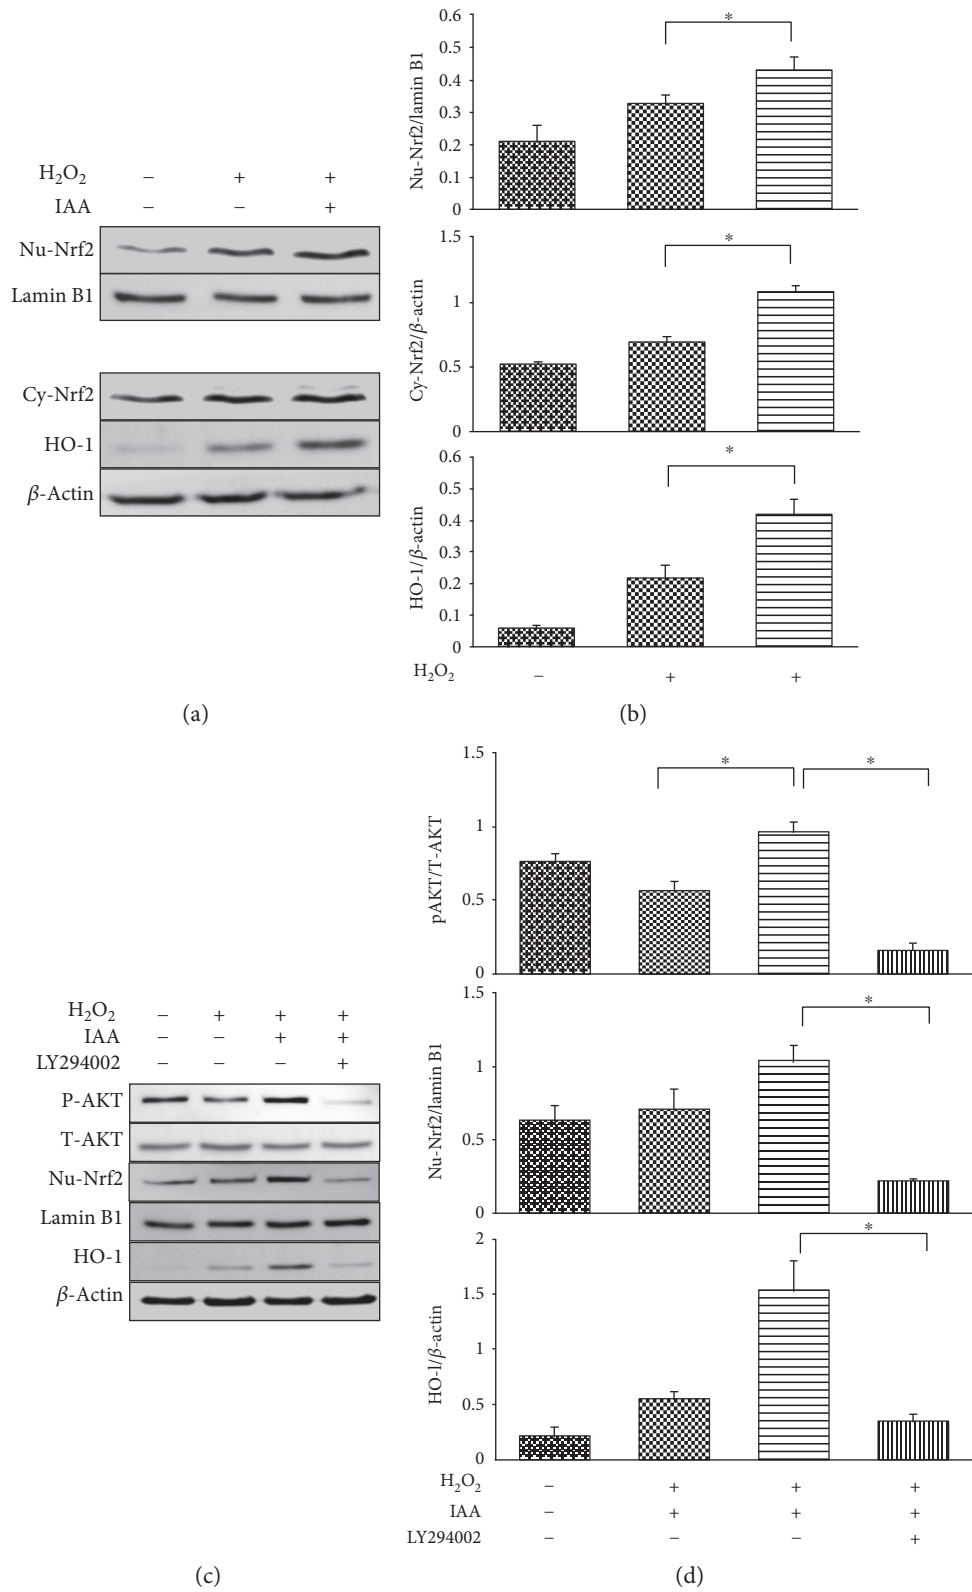 H₂O₂ − + +
IAA − − +
Nu-Nrf2
Lamin B1
Cy-Nrf2
HO-1
β-Actin
(a)
Nu-Nrf2/lamin B1
0.6
0.5
0.4
0.3
0.2
0.1
0
*
Cy-Nrf2/β-actin
1.5
1
0.5
0
*
HO-1/β-actin
0.6
0.5
0.4
0.3
0.2
0.1
0
*
H₂O₂ − + +
(b)
H₂O₂ − + + +
IAA − − + +
LY294002 − − − +
P-AKT
T-AKT
Nu-Nrf2
Lamin B1
HO-1
β-Actin
(c)
pAKT/T-AKT
1.5
1
0.5
0
* *
Nu-Nrf2/lamin B1
1.5
1
0.5
0
*
HO-1/β-actin
2
1.5
1
0.5
0
*
H₂O₂ − + + +
IAA − + + +
LY294002 − − − +
(d)